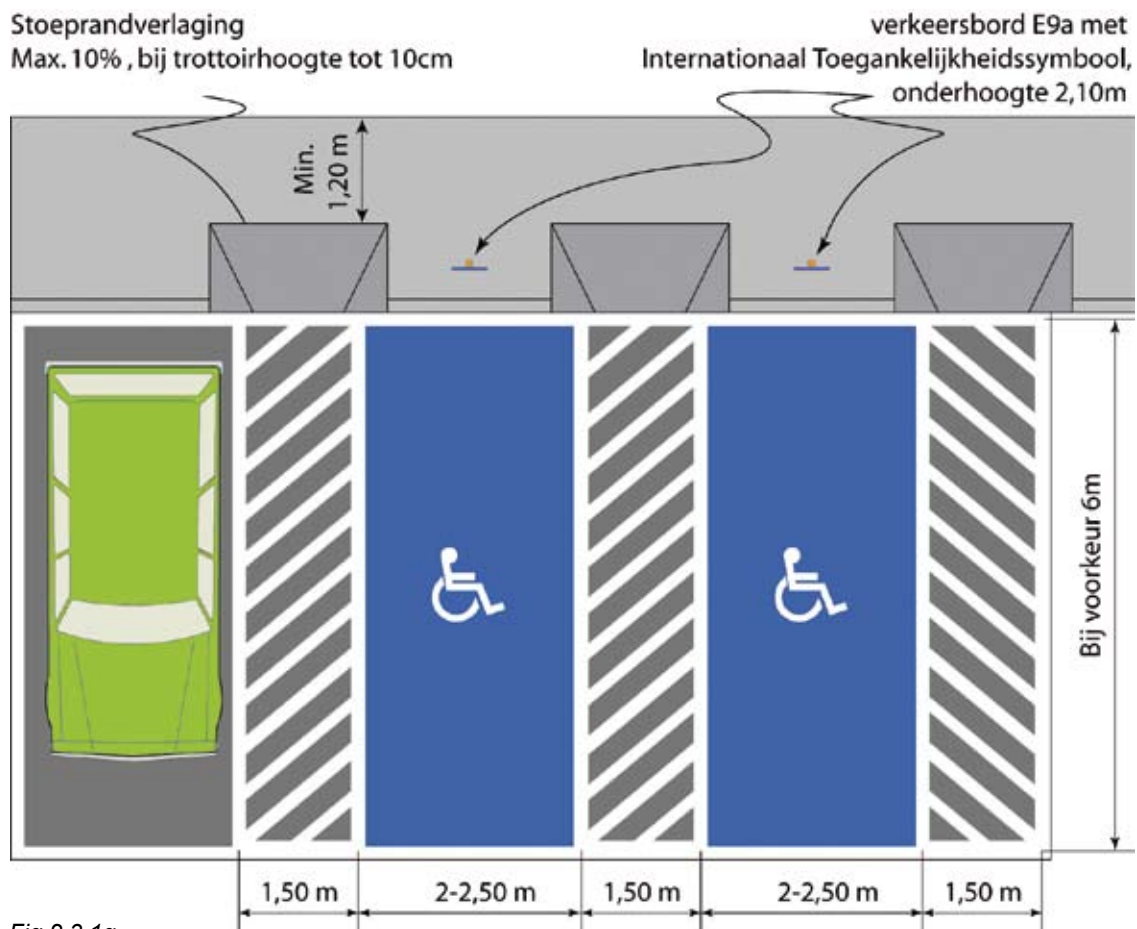 Stoeprandverlaging
Max. 10% , bij trottoirhoogte tot 10cm
verkeersbord E9a met
Internationaal Toegankelijkheidssymbool,
onderhoogte 2,10m
Min.
1,20 m
Bij voorkeur 6m
1,50 m
2-2,50 m
1,50 m
2-2,50 m
1,50 m